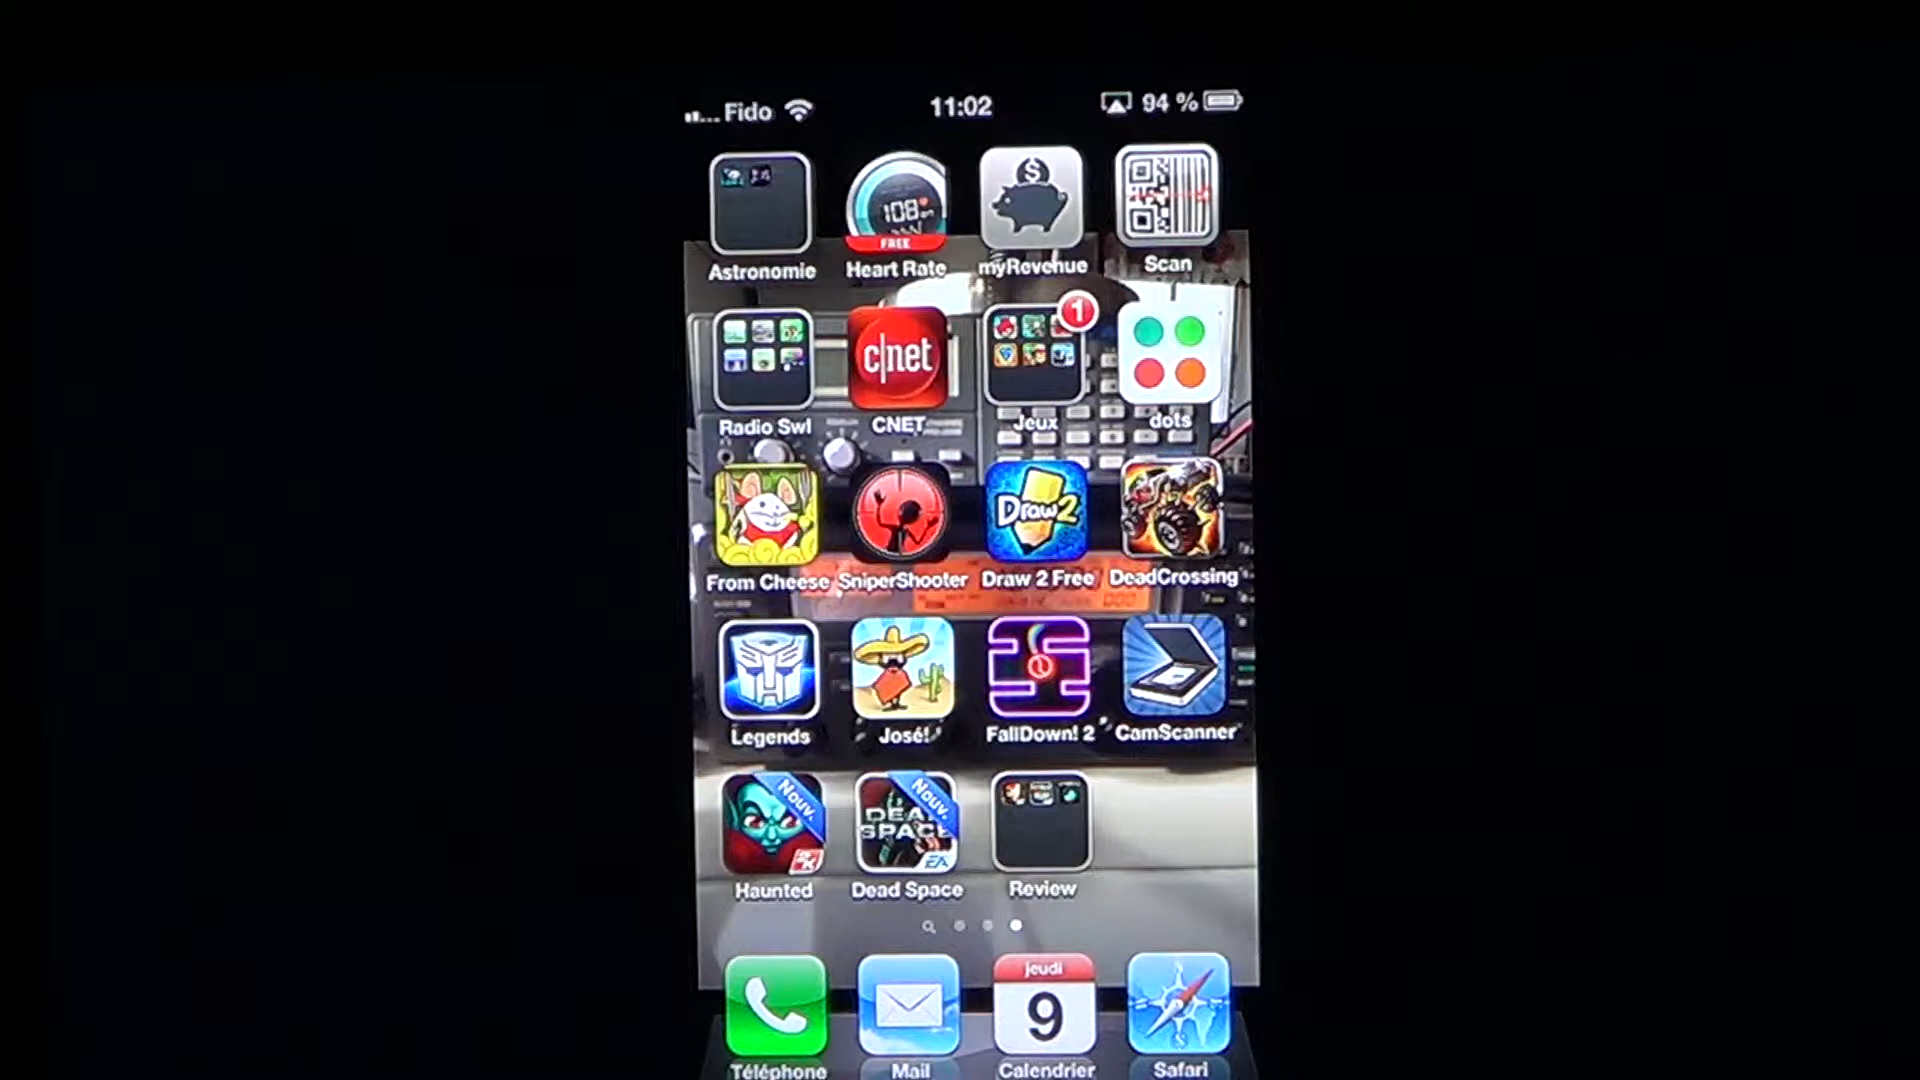 Fido 11:02 94 %
108
FREE
$
Astronomie Heart Rate myRevenue Scan
1
c|net
Radio Swl CNET Jeux dots
Draw2
From Cheese SniperShooter Draw 2 Free DeadCrossing
Legends José! FallDown! 2 CamScanner
Nouv. Nouv.
DEAD SPACE
2K EA
Haunted Dead Space Review
jeudi
9
Téléphone Mail Calendrier Safari